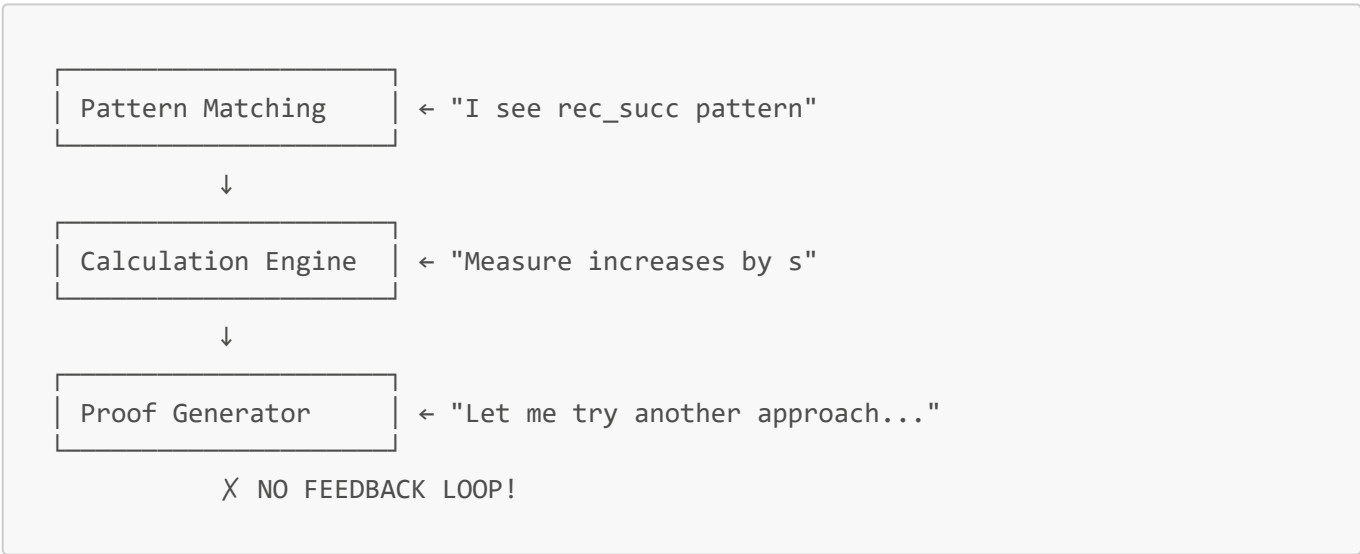 Pattern Matching ← "I see rec_succ pattern"
↓
Calculation Engine ← "Measure increases by s"
↓
Proof Generator ← "Let me try another approach..."
✗ NO FEEDBACK LOOP!